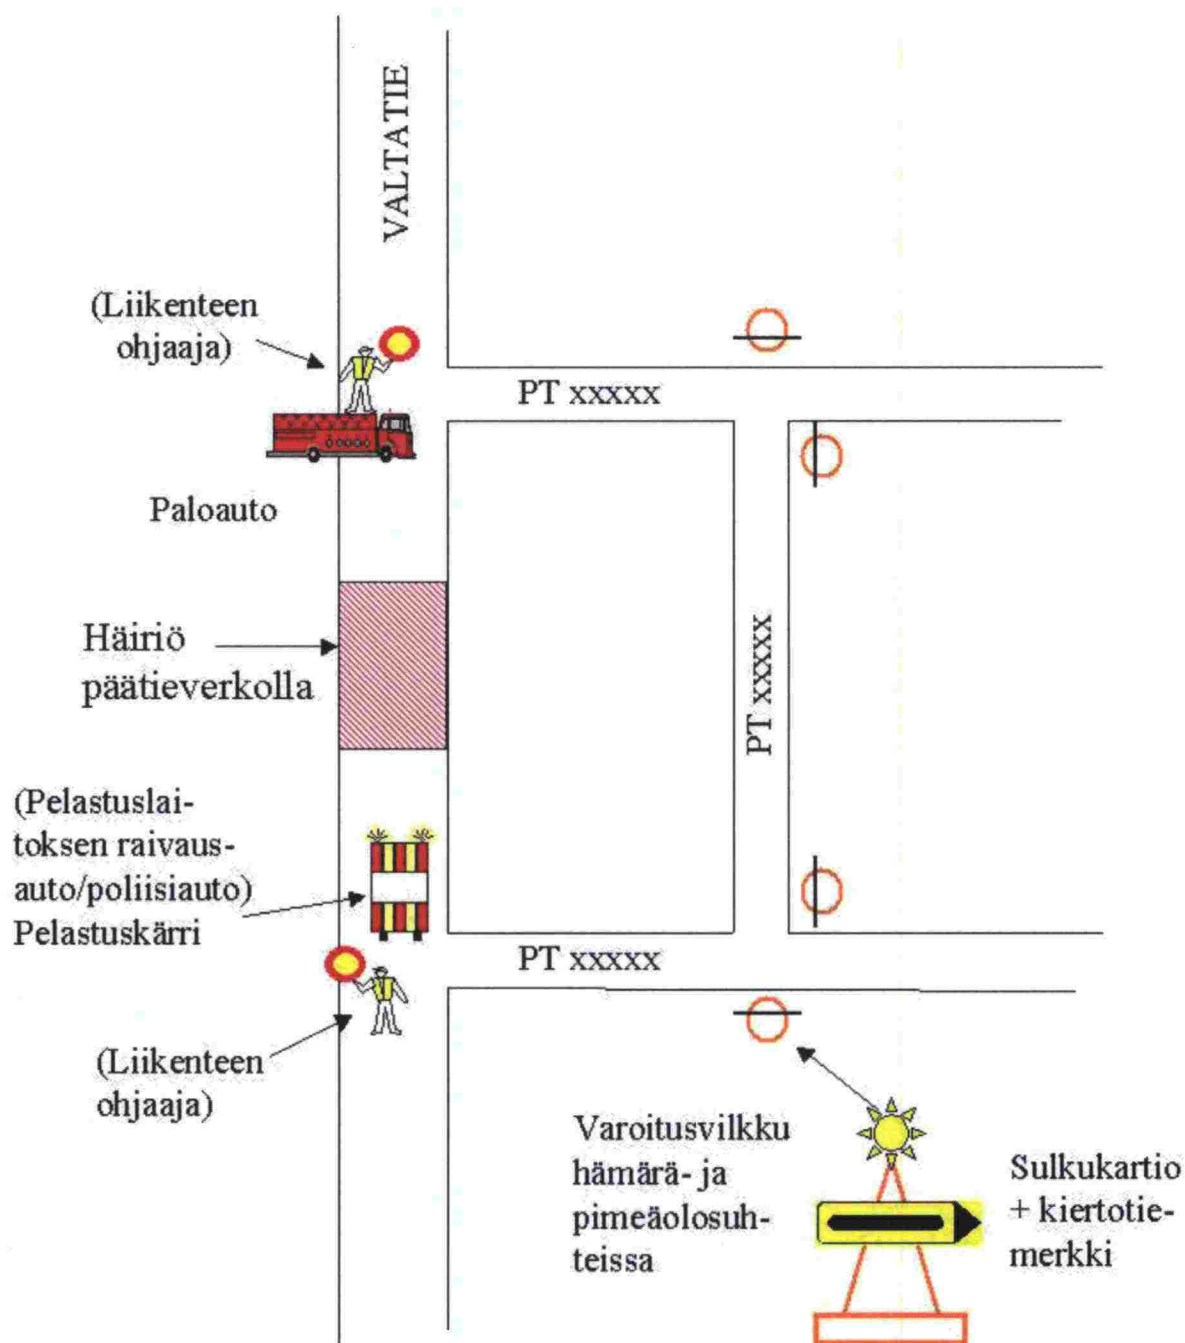 VALTATIE
(Liikenteen
ohjaaja)
PT xxxxx
Paloauto
Häiriö
päätieverkolla
PT xxxxx
(Pelastuslai-
toksen raivaus-
auto/poliisiauto)
Pelastuskärri
PT xxxxx
(Liikenteen
ohjaaja)
Varoitusvilkku
hämärä- ja
pimeäolosuh-
teissa
Sulkukartio
+ kiertotie-
merkki